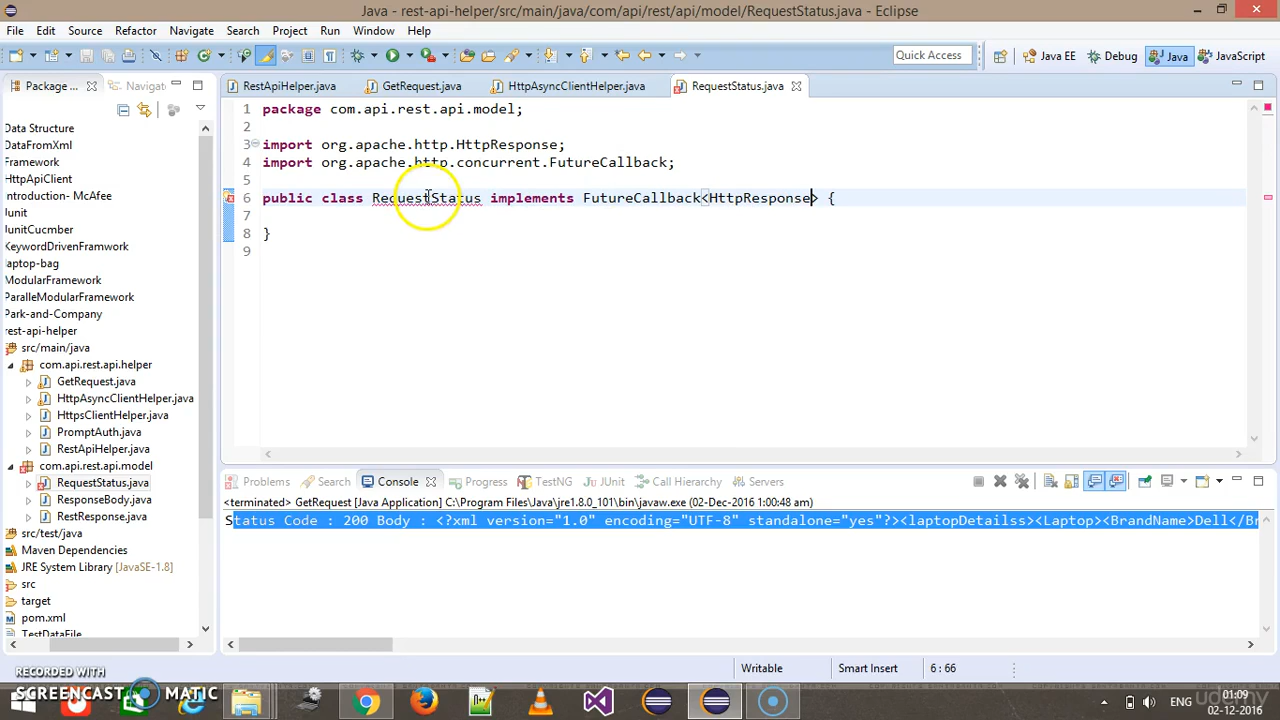 Java - rest-api-helper/src/main/java/com/api/rest/api/model/RequestStatus.java - Eclipse
File Edit Source Refactor Navigate Search Project Run Window Help
Quick Access Java EE Debug Java JavaScript
Package ... Navigate
RestApiHelper.java GetRequest.java HttpAsyncClientHelper.java RequestStatus.java
DataStructure
DataFromXml
Framework
HttpApiClient
Introduction- McAfee
Junit
JunitCucmber
KeywordDrivenFramwork
laptop-bag
ModularFramework
ParalleModularFramework
Park-and-Company
rest-api-helper
src/main/java
com.api.rest.api.helper
GetRequest.java
HttpAsyncClientHelper.java
HttpsClientHelper.java
PromptAuth.java
RestApiHelper.java
com.api.rest.api.model
RequestStatus.java
ResponseBody.java
RestResponse.java
src/test/java
Maven Dependencies
JRE System Library [JavaSE-1.8]
src
target
pom.xml
TestDataFile
1 package com.api.rest.api.model;
2
3 import org.apache.http.HttpResponse;
4 import org.apache.http.concurrent.FutureCallback;
5
6 public class RequestStatus implements FutureCallback<HttpResponse> {
7
8 }
9
Problems Search Console Progress TestNG JUnit Call Hierarchy Servers
<terminated> GetRequest [Java Application] C:\Program Files\Java\jre1.8.0_101\bin\javaw.exe (02-Dec-2016 1:00:48 am)
Status Code : 200 Body : <?xml version="1.0" encoding="UTF-8" standalone="yes"?><laptopDetailss><Laptop><BrandName>Dell</Br
Writable Smart Insert 6 : 66
RECORDED WITH
SCREENCAST MATIC
ENG 01:09
02-12-2016
udemy